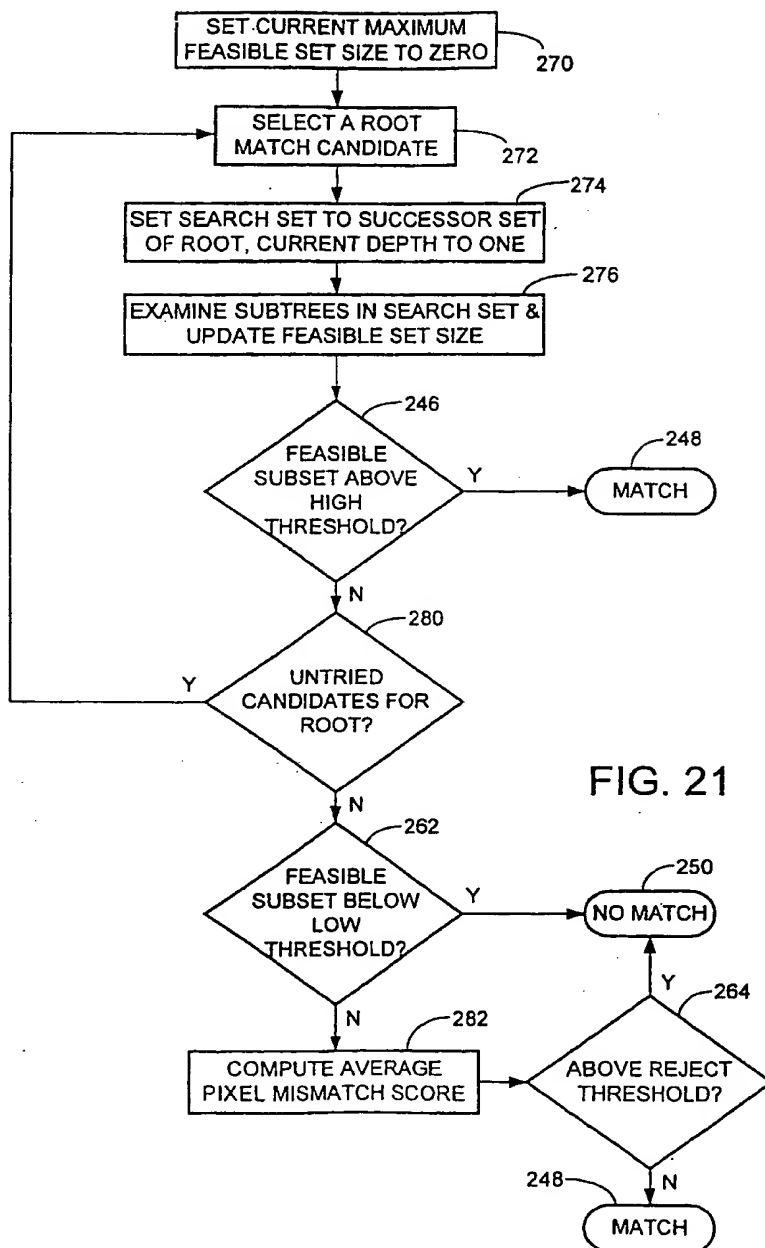 SET CURRENT MAXIMUM
FEASIBLE SET SIZE TO ZERO
270
SELECT A ROOT
MATCH CANDIDATE
272
274
SET SEARCH SET TO SUCCESSOR SET
OF ROOT, CURRENT DEPTH TO ONE
276
EXAMINE SUBTREES IN SEARCH SET &
UPDATE FEASIBLE SET SIZE
246
FEASIBLE
SUBSET ABOVE
HIGH
THRESHOLD?
Y
248
MATCH
N
280
Y
UNTRIED
CANDIDATES FOR
ROOT?
FIG. 21
N
262
FEASIBLE
SUBSET BELOW
LOW
THRESHOLD?
Y
250
NO MATCH
Y
264
N
282
COMPUTE AVERAGE
PIXEL MISMATCH SCORE
ABOVE REJECT
THRESHOLD?
N
248
MATCH